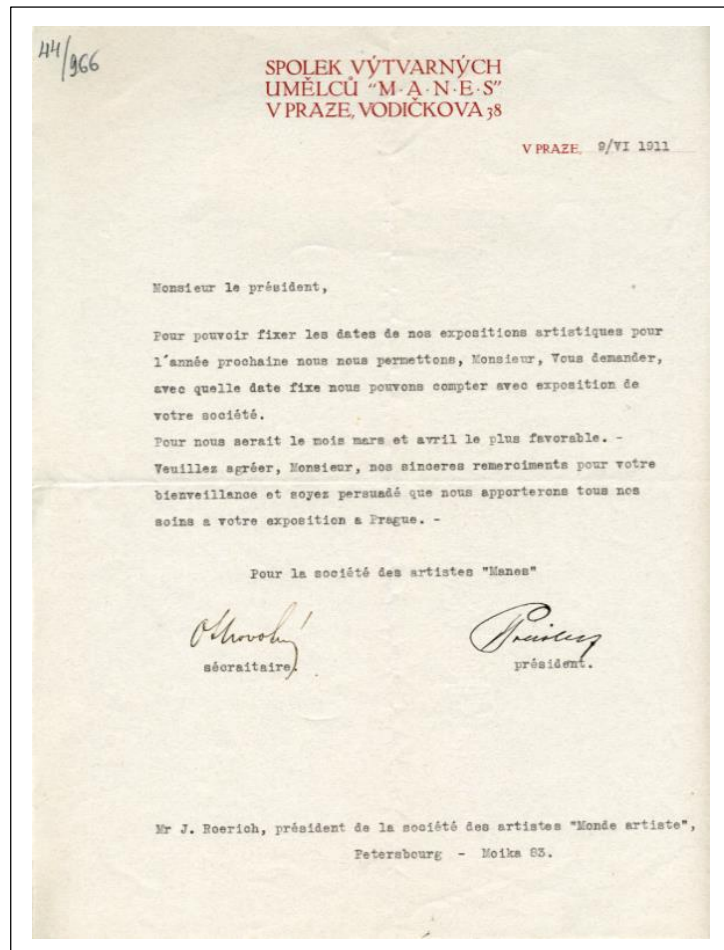 44/966
SPOLEK VÝTVARNÝCH
UMĚLCŮ “M·A·N·E·S”
V PRAZE, VODIČKOVA 38
V PRAZE, 9/VI 1911
Monsieur le président,
Pour pouvoir fixer les dates de nos expositions artistiques pour
l'année prochaine nous nous permettons, Monsieur, Vous demander,
avec quelle date fixe nous pouvons compter avec exposition de
votre société.
Pour nous serait le mois mars et avril le plus favorable. -
Veuillez agréer, Monsieur, nos sinceres remerciments pour votre
bienveillance et soyez persuadé que nous apporterons tous nos
soins a votre exposition a Prague. -
Pour la société des artistes "Manes"
sécraitaire.
président.
Mr J. Roerich, président de la société des artistes "Monde artiste",
Petersbourg - Moika 83.